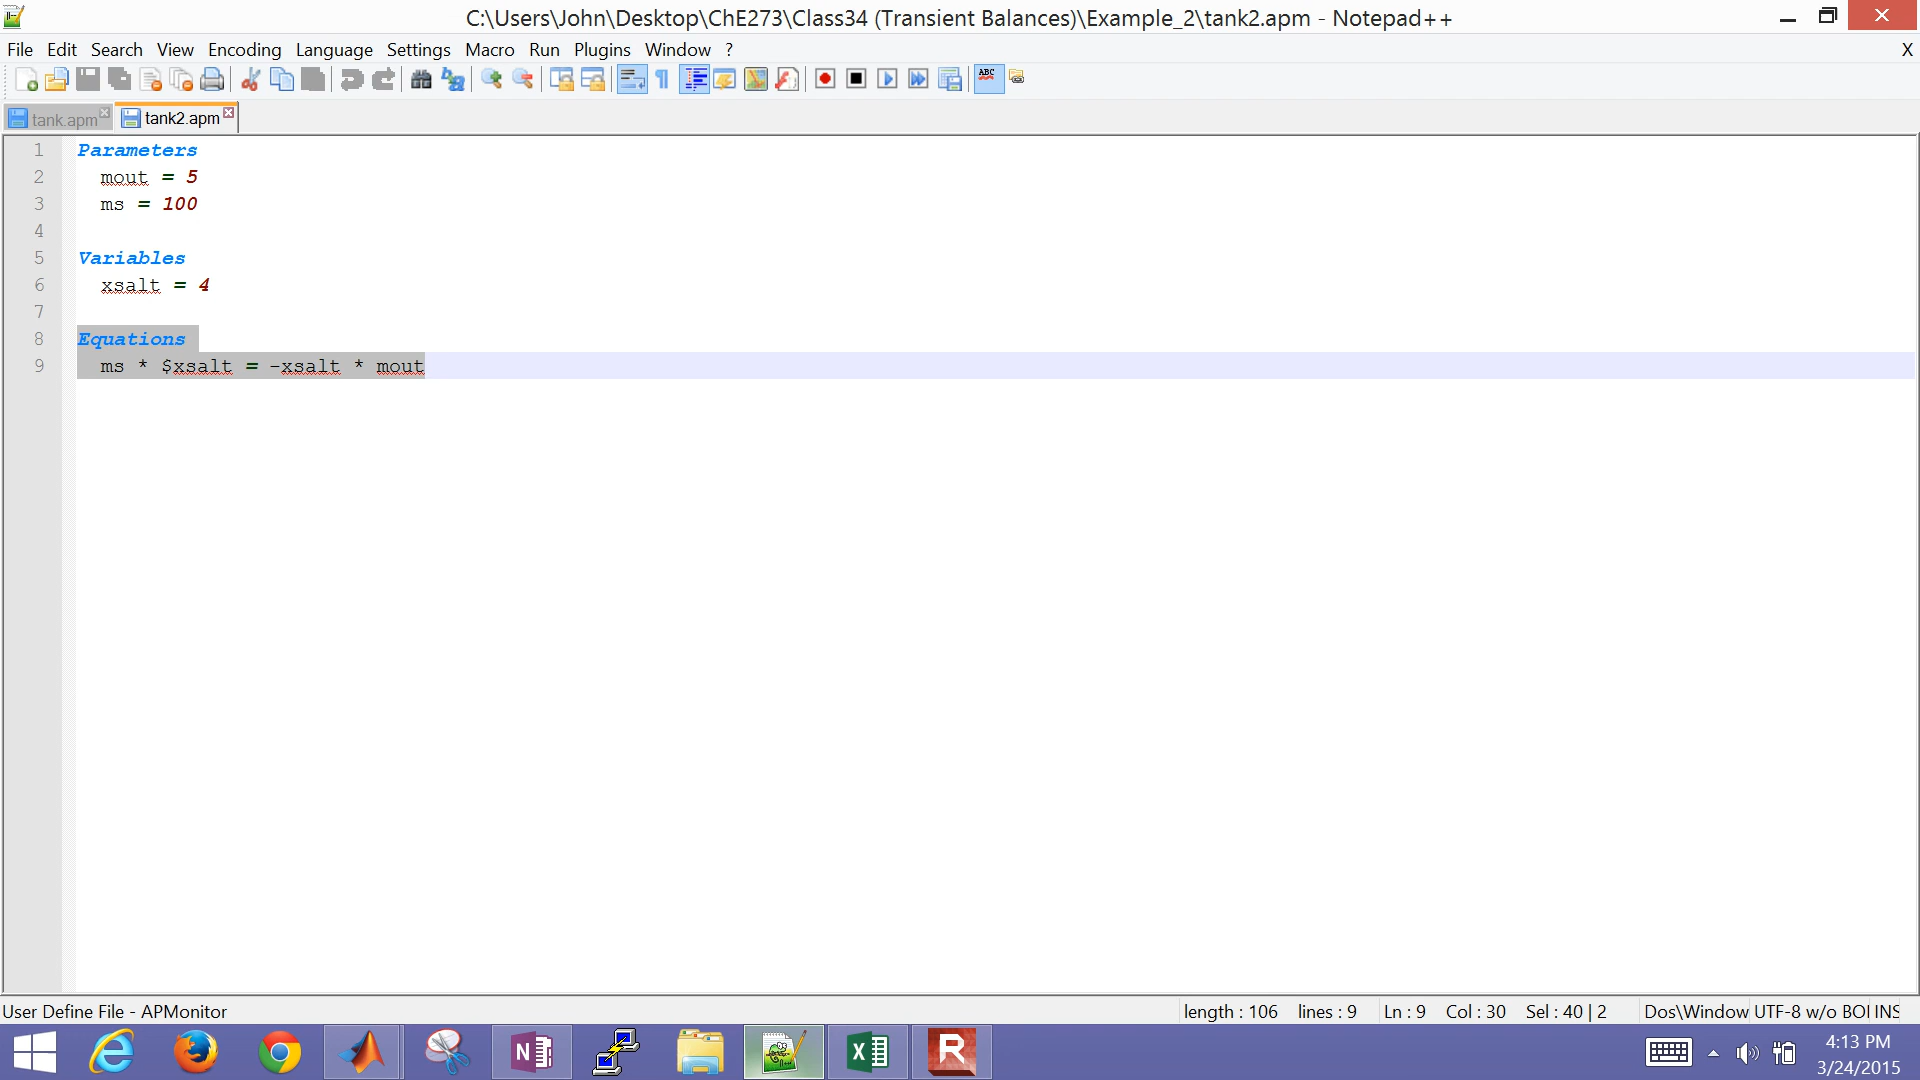 C:\Users\John\Desktop\ChE273\Class34 (Transient Balances)\Example_2\tank2.apm - Notepad++
File Edit Search View Encoding Language Settings Macro Run Plugins Window ? X
ABC
tank.apm tank2.apm
1 Parameters
2 mout = 5
3 ms = 100
4
5 Variables
6 xsalt = 4
7
8 Equations
9 ms * $xsalt = -xsalt * mout
User Define File - APMonitor length : 106 lines : 9 Ln : 9 Col : 30 Sel : 40 | 2 Dos\Window UTF-8 w/o BOI INS
N X R
4:13 PM
3/24/2015